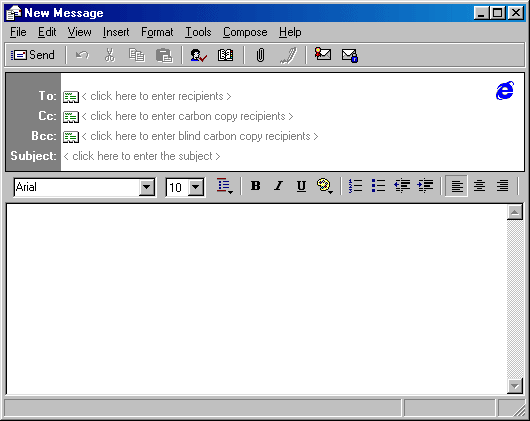 New Message
File Edit View Insert Format Tools Compose Help
Send
To: < click here to enter recipients >
Cc: < click here to enter carbon copy recipients >
Bcc: < click here to enter blind carbon copy recipients >
Subject: < click here to enter the subject >
Arial 10 B I U